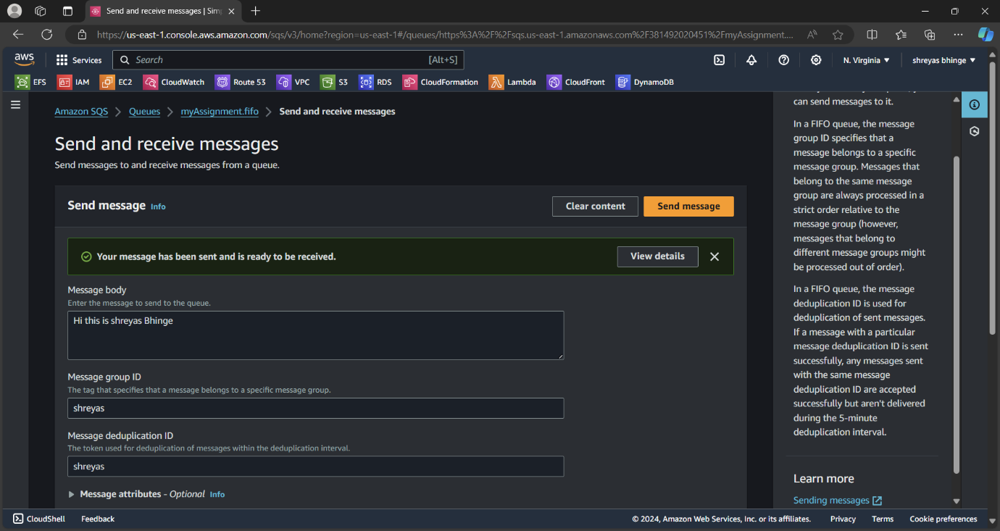 Send and receive messages | Sim
https://us-east-1.console.aws.amazon.com/sqs/v3/home?region=us-east-1#/queues/https%3A%2F%2Fsqs.us-east-1.amazonaws.com%2F381492020451%2FmyAssignment....
aws Services Search [Alt+S] N. Virginia ▼ shreyas bhinge ▼
EFS IAM EC2 CloudWatch Route 53 VPC S3 RDS CloudFormation Lambda CloudFront DynamoDB
Amazon SQS > Queues > myAssignment.fifo > Send and receive messages
Send and receive messages
Send messages to and receive messages from a queue.
Send message Info
Clear content
Send message
Your message has been sent and is ready to be received.
View details
Message body
Enter the message to send to the queue.
Hi this is shreyas Bhinge
Message group ID
The tag that specifies that a message belongs to a specific message group.
shreyas
Message deduplication ID
The token used for deduplication of messages within the deduplication interval.
shreyas
Message attributes - Optional Info
can send messages to it.
In a FIFO queue, the message
group ID specifies that a
message belongs to a specific
message group. Messages that
belong to the same message
group are always processed in a
strict order relative to the
message group (however,
messages that belong to
different message groups might
be processed out of order).
In a FIFO queue, the message
deduplication ID is used for
deduplication of sent messages.
If a message with a particular
message deduplication ID is sent
successfully, any messages sent
with the same message
deduplication ID are accepted
successfully but aren't delivered
during the 5-minute
deduplication interval.
Learn more
Sending messages
CloudShell Feedback © 2024, Amazon Web Services, Inc. or its affiliates. Privacy Terms Cookie preferences